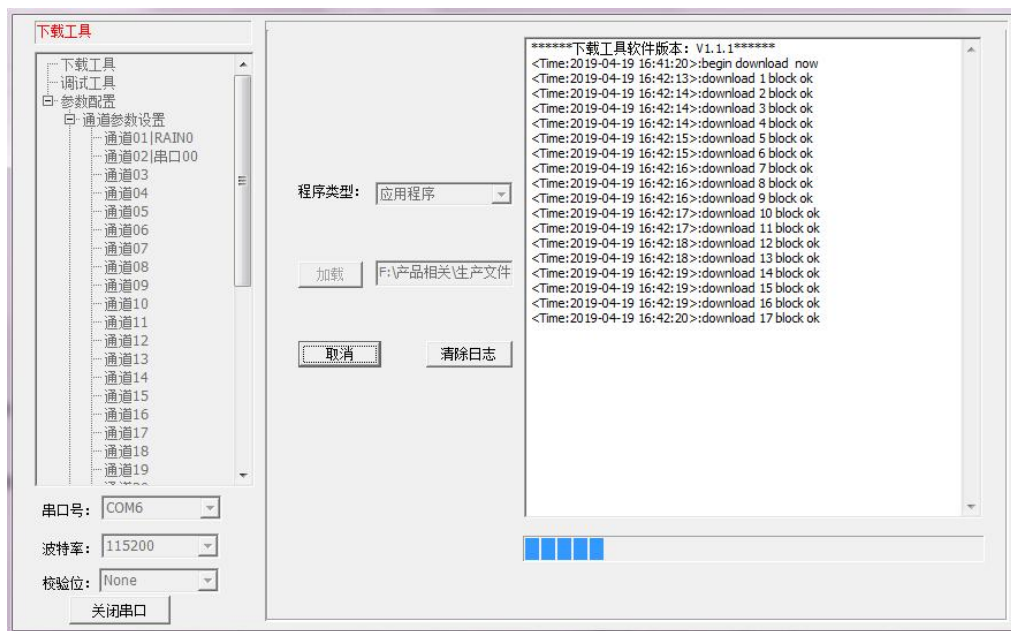 下载工具
下载工具
调试工具
参数配置
通道参数设置
通道01|RAIN0
通道02|串口00
通道03
通道04
通道05
通道06
通道07
通道08
通道09
通道10
通道11
通道12
通道13
通道14
通道15
通道16
通道17
通道18
通道19
串口号: COM6
波特率: 115200
校验位: None
关闭串口
程序类型: 应用程序
加载 F:\产品相关\生产文件
取消 清除日志
******下载工具软件版本: V1.1.1******
<Time:2019-04-19 16:41:20>:begin download now
<Time:2019-04-19 16:42:13>:download 1 block ok
<Time:2019-04-19 16:42:14>:download 2 block ok
<Time:2019-04-19 16:42:14>:download 3 block ok
<Time:2019-04-19 16:42:14>:download 4 block ok
<Time:2019-04-19 16:42:15>:download 5 block ok
<Time:2019-04-19 16:42:15>:download 6 block ok
<Time:2019-04-19 16:42:16>:download 7 block ok
<Time:2019-04-19 16:42:16>:download 8 block ok
<Time:2019-04-19 16:42:16>:download 9 block ok
<Time:2019-04-19 16:42:17>:download 10 block ok
<Time:2019-04-19 16:42:17>:download 11 block ok
<Time:2019-04-19 16:42:18>:download 12 block ok
<Time:2019-04-19 16:42:18>:download 13 block ok
<Time:2019-04-19 16:42:19>:download 14 block ok
<Time:2019-04-19 16:42:19>:download 15 block ok
<Time:2019-04-19 16:42:19>:download 16 block ok
<Time:2019-04-19 16:42:20>:download 17 block ok